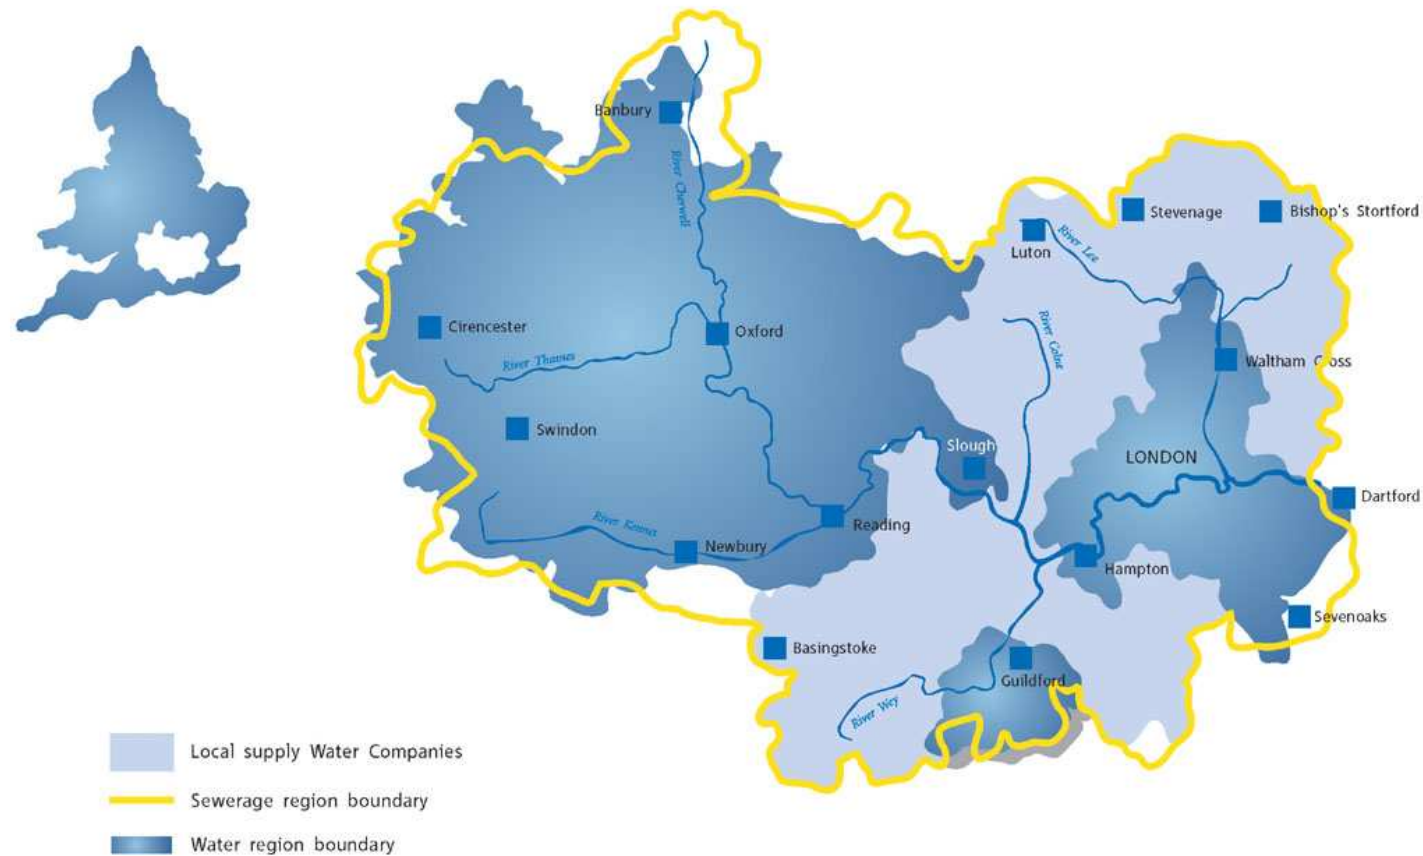 Banbury
River Cherwell
Stevenage
Bishop's Stortford
River Lee
Luton
Cirencester
Oxford
River Colne
River Thames
Waltham Cross
Swindon
Slough
LONDON
Dartford
River Kennet
Reading
Newbury
Hampton
Sevenoaks
Basingstoke
Guildford
River Wey
Local supply Water Companies
Sewerage region boundary
Water region boundary